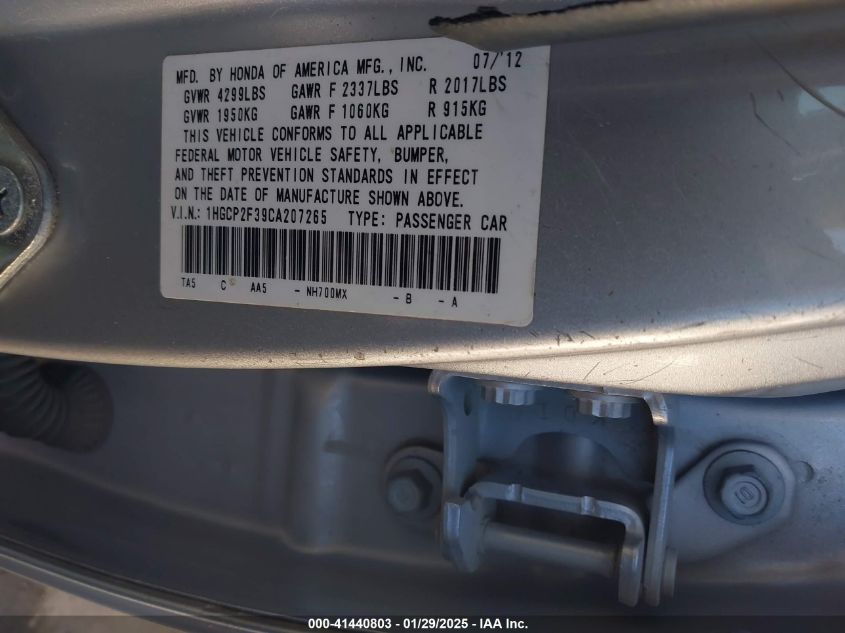 MFD. BY HONDA OF AMERICA MFG., INC. 07/'12
GVWR 4299LBS GAWR F 2337LBS R 2017LBS
GVWR 1950KG GAWR F 1060KG R 915KG
THIS VEHICLE CONFORMS TO ALL APPLICABLE
FEDERAL MOTOR VEHICLE SAFETY, BUMPER,
AND THEFT PREVENTION STANDARDS IN EFFECT
ON THE DATE OF MANUFACTURE SHOWN ABOVE.
V.I.N.: 1HGCP2F39CA207265 TYPE: PASSENGER CAR
TA5 C AA5 - NH700MX - B - A
000-41440803 - 01/29/2025 - IAA Inc.